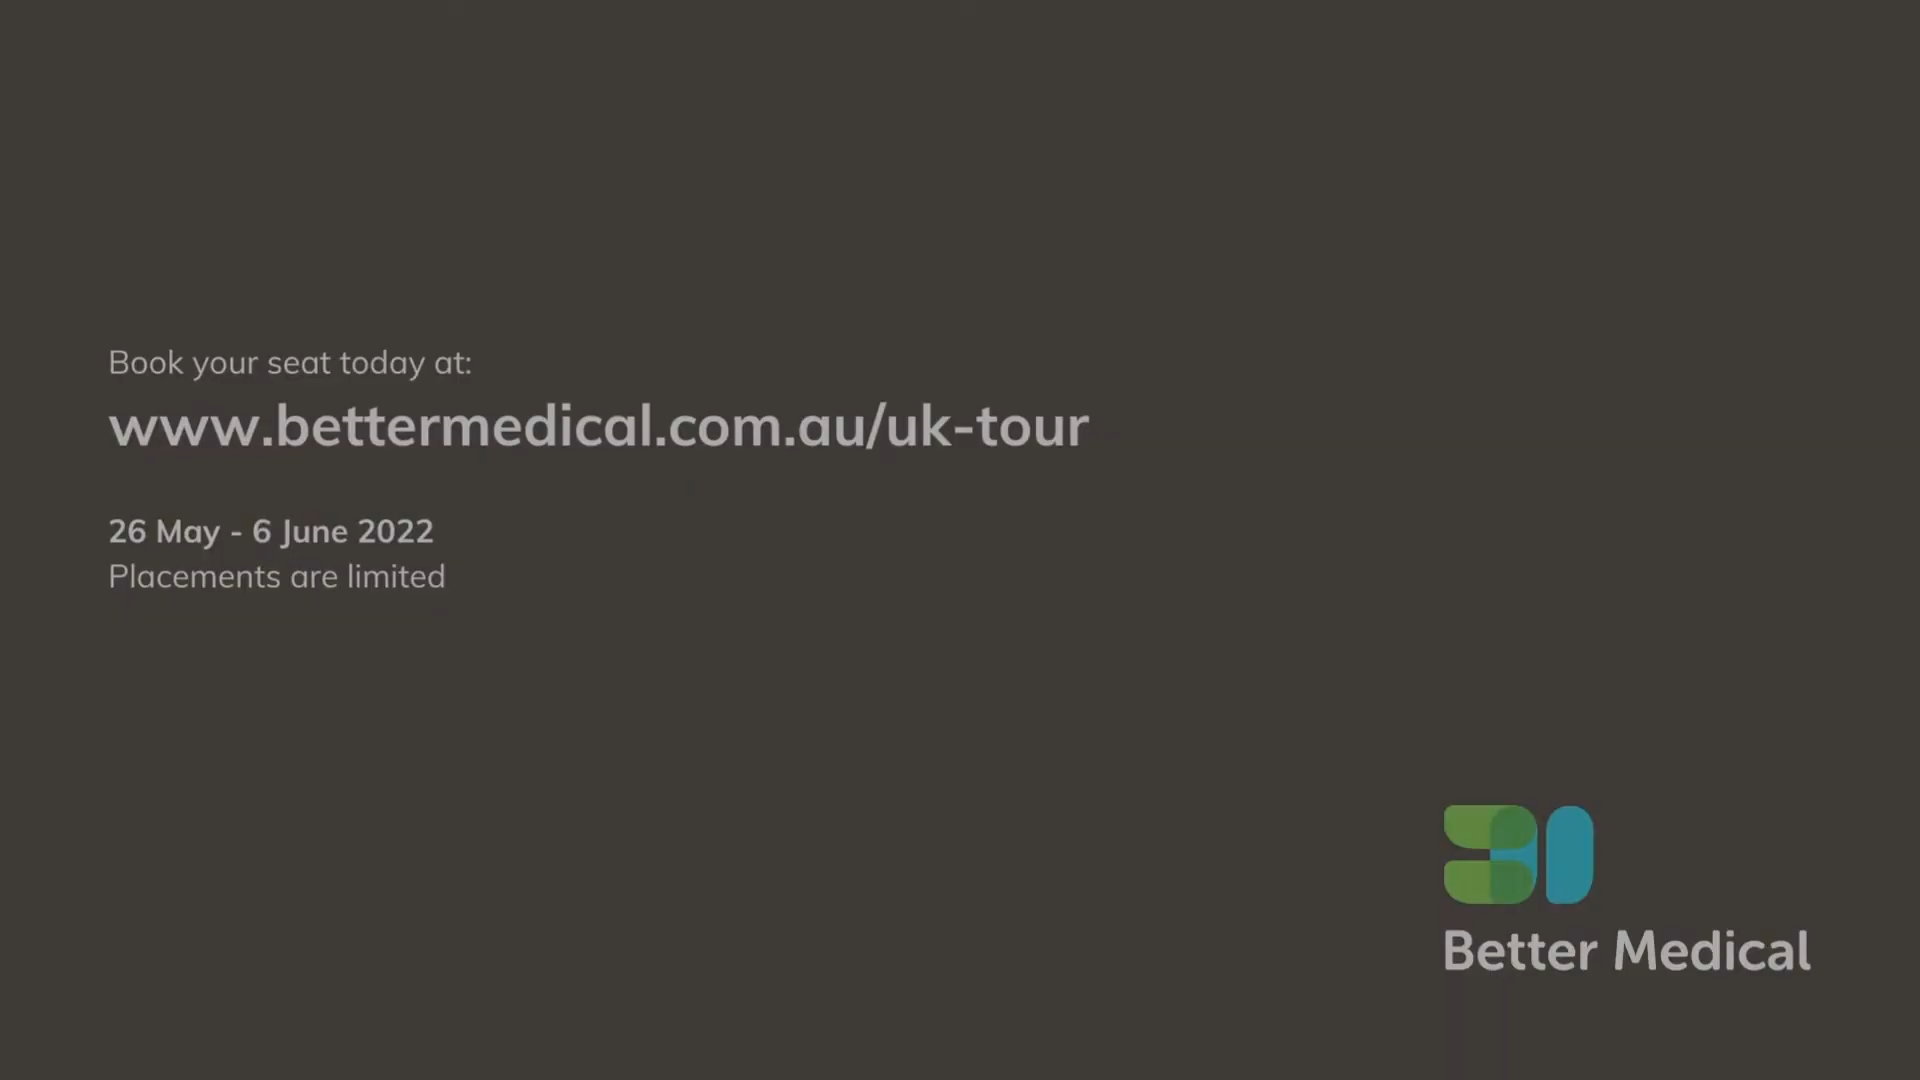 Book your seat today at:
www.bettermedical.com.au/uk-tour
26 May - 6 June 2022
Placements are limited
Better Medical